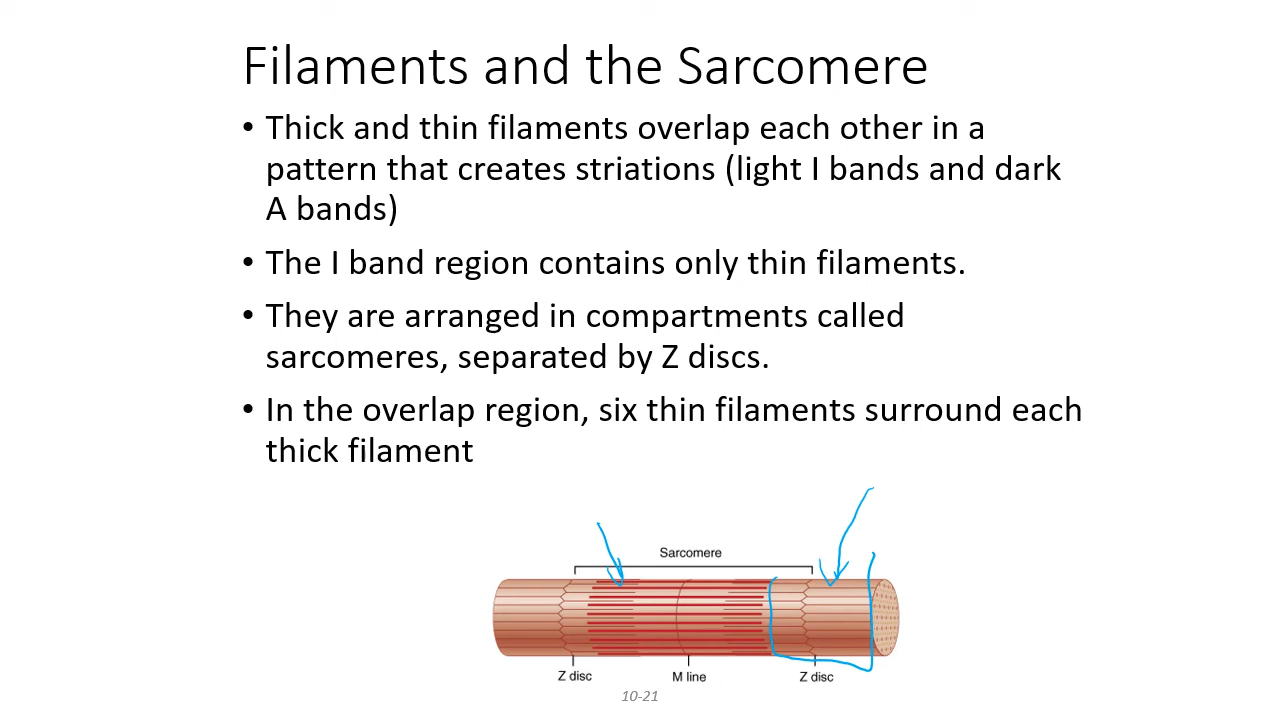 Filaments and the Sarcomere
• Thick and thin filaments overlap each other in a
pattern that creates striations (light I bands and dark
A bands)
• The I band region contains only thin filaments.
• They are arranged in compartments called
sarcomeres, separated by Z discs.
• In the overlap region, six thin filaments surround each
thick filament
Sarcomere
Z disc M line Z disc
10-21